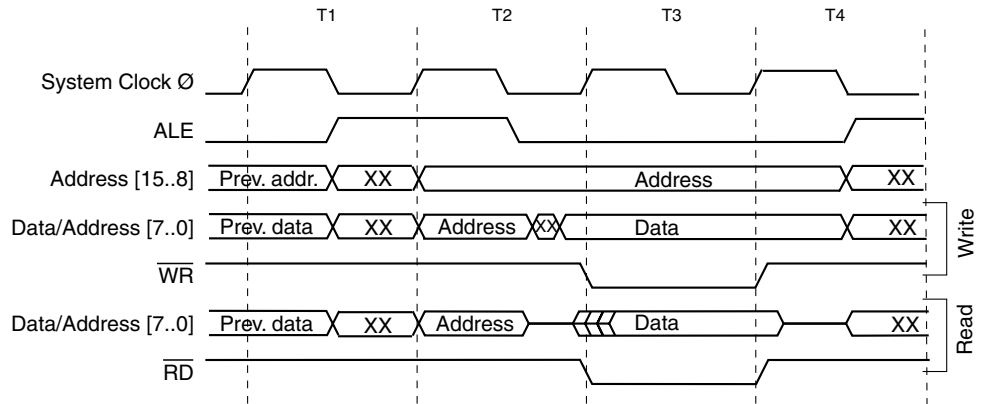 T1 T2 T3 T4
System Clock Ø
ALE
Address [15..8] Prev. addr. XX Address XX
Data/Address [7..0] Prev. data XX Address XX Data XX
WR
Write
Data/Address [7..0] Prev. data XX Address Data XX
RD
Read